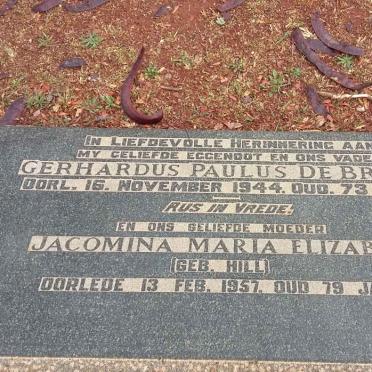 In Liefdevolle Herinnering Aan
My Geliefde Eggenoot en ons Vade
Gerhardus Paulus De Br
Oorl. 16. November 1944. Oud. 73
Rus in Vrede.
en ons Geliefde Moeder
Jacomina Maria Elizab
(Geb. Hill)
Oorlede 13 Feb. 1957. Oud 79 Ja